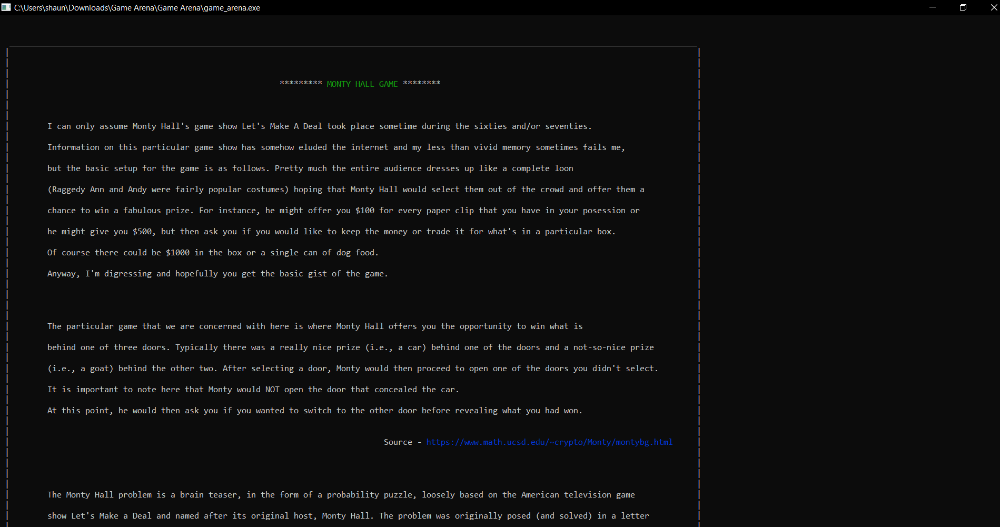 C:\Users\shaun\Downloads\Game Arena\Game Arena\game_arena.exe
********* MONTY HALL GAME ********
I can only assume Monty Hall's game show Let's Make A Deal took place sometime during the sixties and/or seventies.
Information on this particular game show has somehow eluded the internet and my less than vivid memory sometimes fails me,
but the basic setup for the game is as follows. Pretty much the entire audience dresses up like a complete loon
(Raggedy Ann and Andy were fairly popular costumes) hoping that Monty Hall would select them out of the crowd and offer them a
chance to win a fabulous prize. For instance, he might offer you $100 for every paper clip that you have in your posession or
he might give you $500, but then ask you if you would like to keep the money or trade it for what's in a particular box.
Of course there could be $1000 in the box or a single can of dog food.
Anyway, I'm digressing and hopefully you get the basic gist of the game.
The particular game that we are concerned with here is where Monty Hall offers you the opportunity to win what is
behind one of three doors. Typically there was a really nice prize (i.e., a car) behind one of the doors and a not-so-nice prize
(i.e., a goat) behind the other two. After selecting a door, Monty would then proceed to open one of the doors you didn't select.
It is important to note here that Monty would NOT open the door that concealed the car.
At this point, he would then ask you if you wanted to switch to the other door before revealing what you had won.
Source - https://www.math.ucsd.edu/~crypto/Monty/montybg.html
The Monty Hall problem is a brain teaser, in the form of a probability puzzle, loosely based on the American television game
show Let's Make a Deal and named after its original host, Monty Hall. The problem was originally posed (and solved) in a letter